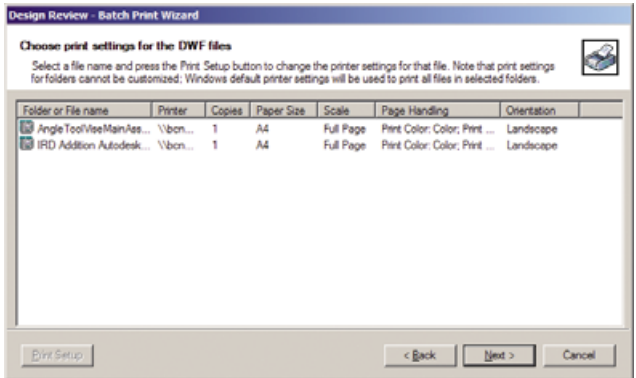 Design Review - Batch Print Wizard
Choose print settings for the DWF files
Select a file name and press the Print Setup button to change the printer settings for that file. Note that print settings
for folders cannot be customized; Windows default printer settings will be used to print all files in selected folders.
Folder or File name Printer Copies Paper Size Scale Page Handling Orientation
AngleToolViseMainAss... \\bcn... 1 A4 Full Page Print Color: Color; Print ... Landscape
IRD Addition Autodesk... \\bcn... 1 A4 Full Page Print Color: Color; Print ... Landscape
Print Setup < Back Next > Cancel